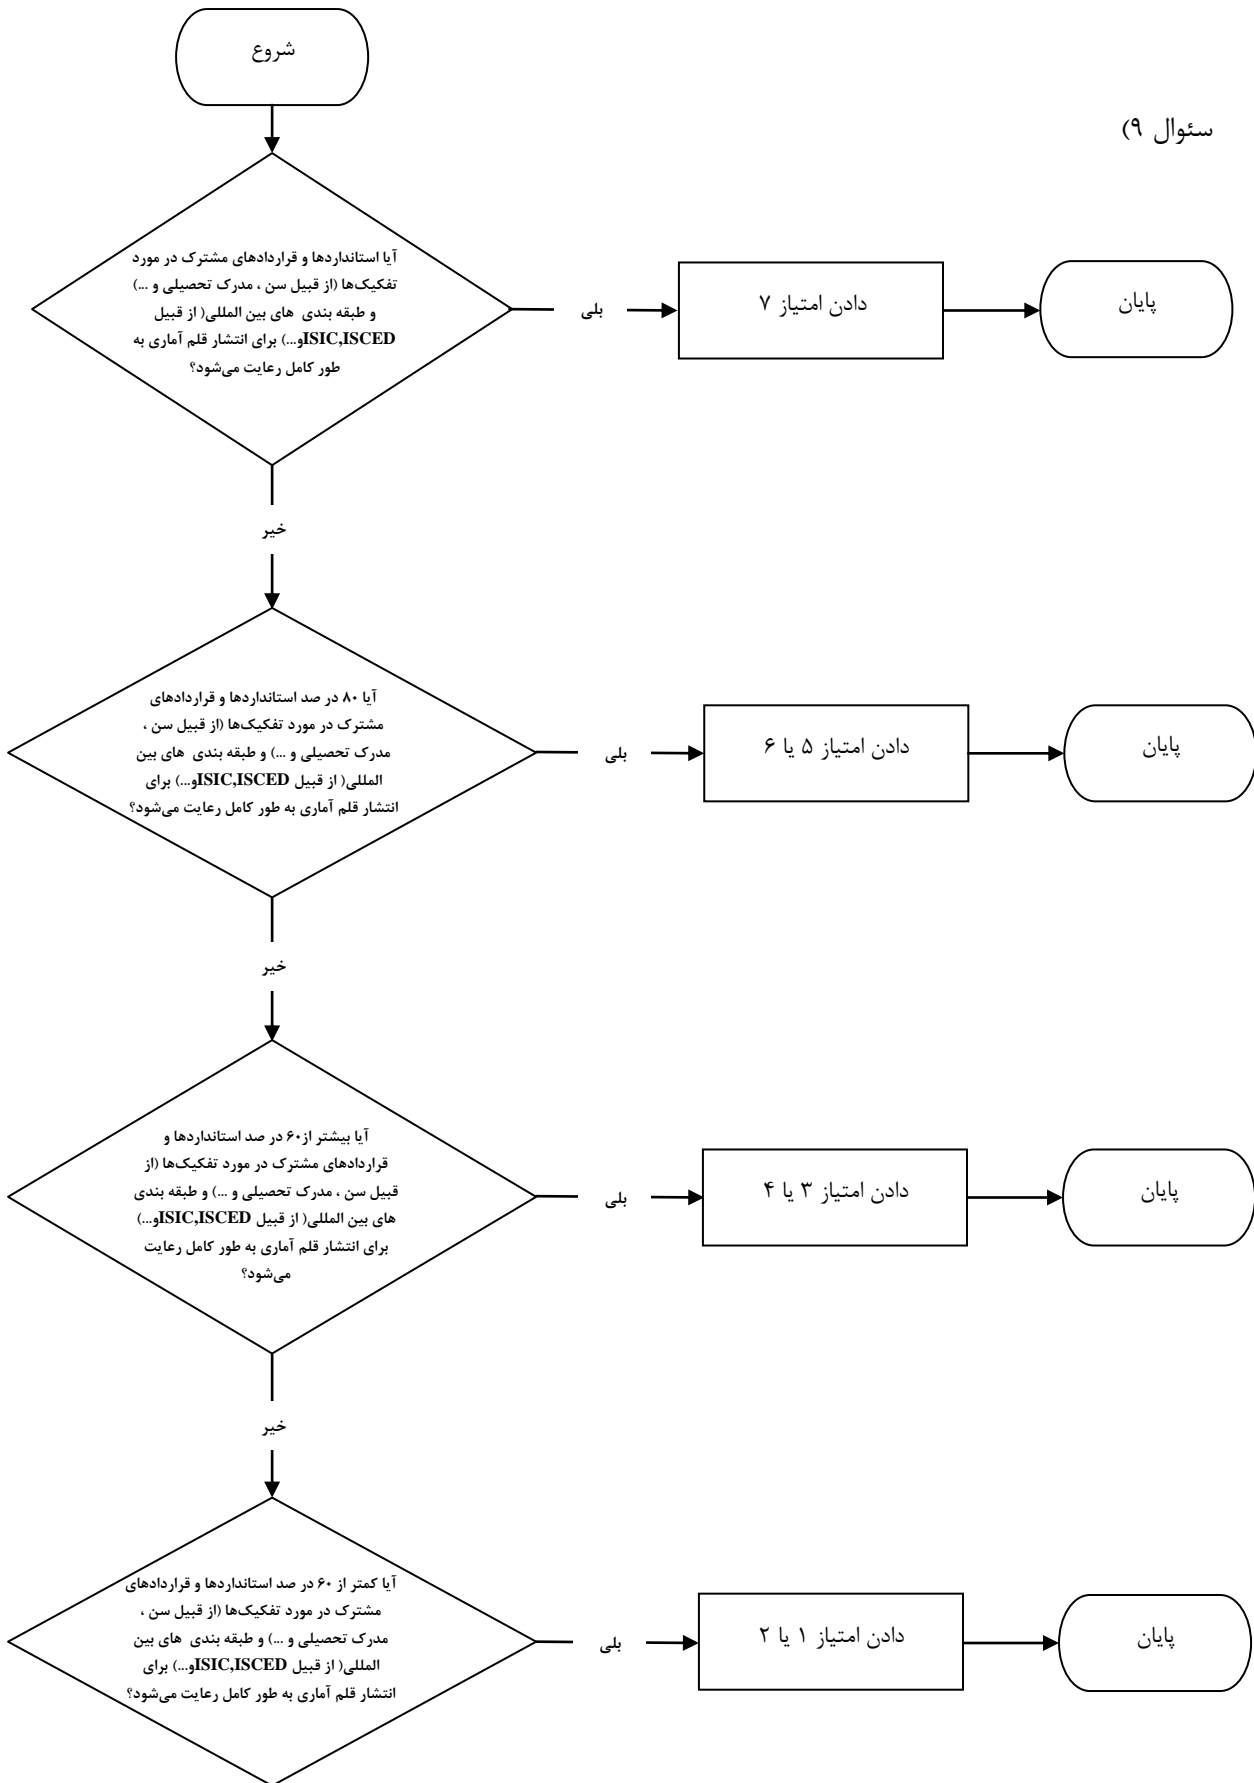 شروع
سئوال ۹)
آیا استانداردها و قراردادهای مشترک در مورد
تفکیک‌ها (از قبیل سن ، مدرک تحصیلی و ...)
و طبقه بندی های بین المللی( از قبیل
ISIC,ISCEDو...) برای انتشار قلم آماری به
طور کامل رعایت می‌شود؟
بلی
دادن امتیاز ۷
پایان
خیر
آیا ۸۰ در صد استانداردها و قراردادهای
مشترک در مورد تفکیک‌ها (از قبیل سن ،
مدرک تحصیلی و ...) و طبقه بندی های بین
المللی( از قبیل ISIC,ISCEDو...) برای
انتشار قلم آماری به طور کامل رعایت می‌شود؟
بلی
دادن امتیاز ۵ یا ۶
پایان
خیر
آیا بیشتر از۶۰ در صد استانداردها و
قراردادهای مشترک در مورد تفکیک‌ها (از
قبیل سن ، مدرک تحصیلی و ...) و طبقه بندی
های بین المللی( از قبیل ISIC,ISCEDو...)
برای انتشار قلم آماری به طور کامل رعایت
می‌شود؟
بلی
دادن امتیاز ۳ یا ۴
پایان
خیر
آیا کمتر از ۶۰ در صد استانداردها و قراردادهای
مشترک در مورد تفکیک‌ها (از قبیل سن ،
مدرک تحصیلی و ...) و طبقه بندی های بین
المللی( از قبیل ISIC,ISCEDو...) برای
انتشار قلم آماری به طور کامل رعایت می‌شود؟
بلی
دادن امتیاز ۱ یا ۲
پایان